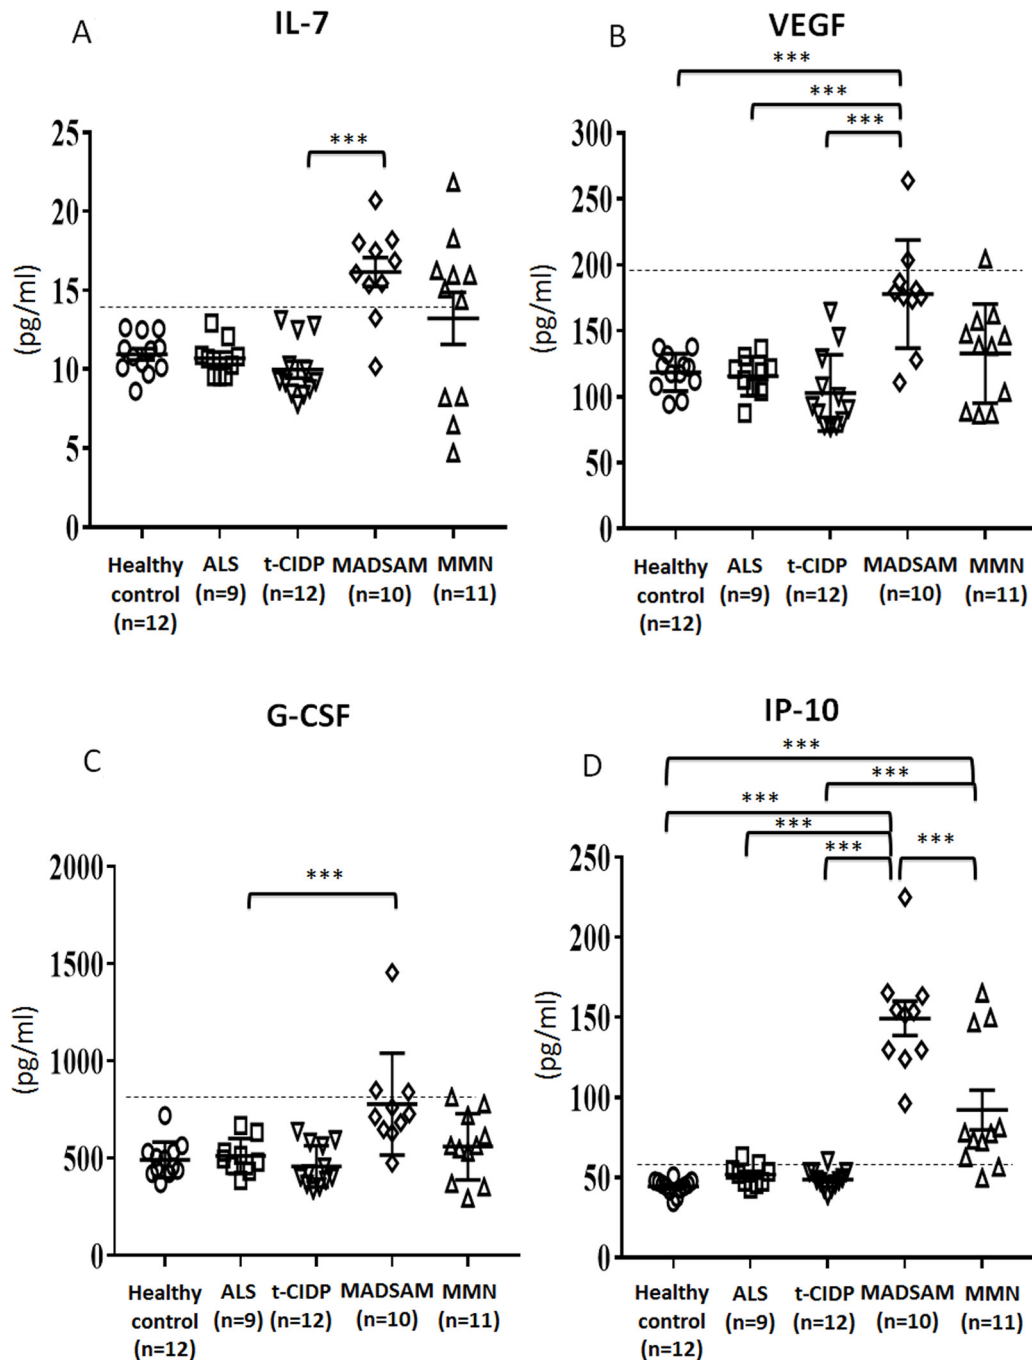 A
IL-7
***
(pg/ml)
25
20
15
10
5
0
Healthy control (n=12)
ALS (n=9)
t-CIDP (n=12)
MADSAM (n=10)
MMN (n=11)
B
VEGF
***
***
***
(pg/ml)
300
250
200
150
100
50
0
Healthy control (n=12)
ALS (n=9)
t-CIDP (n=12)
MADSAM (n=10)
MMN (n=11)
C
G-CSF
***
(pg/ml)
2000
1500
1000
500
0
Healthy control (n=12)
ALS (n=9)
t-CIDP (n=12)
MADSAM (n=10)
MMN (n=11)
D
IP-10
***
***
***
***
***
***
(pg/ml)
250
200
150
100
50
0
Healthy control (n=12)
ALS (n=9)
t-CIDP (n=12)
MADSAM (n=10)
MMN (n=11)